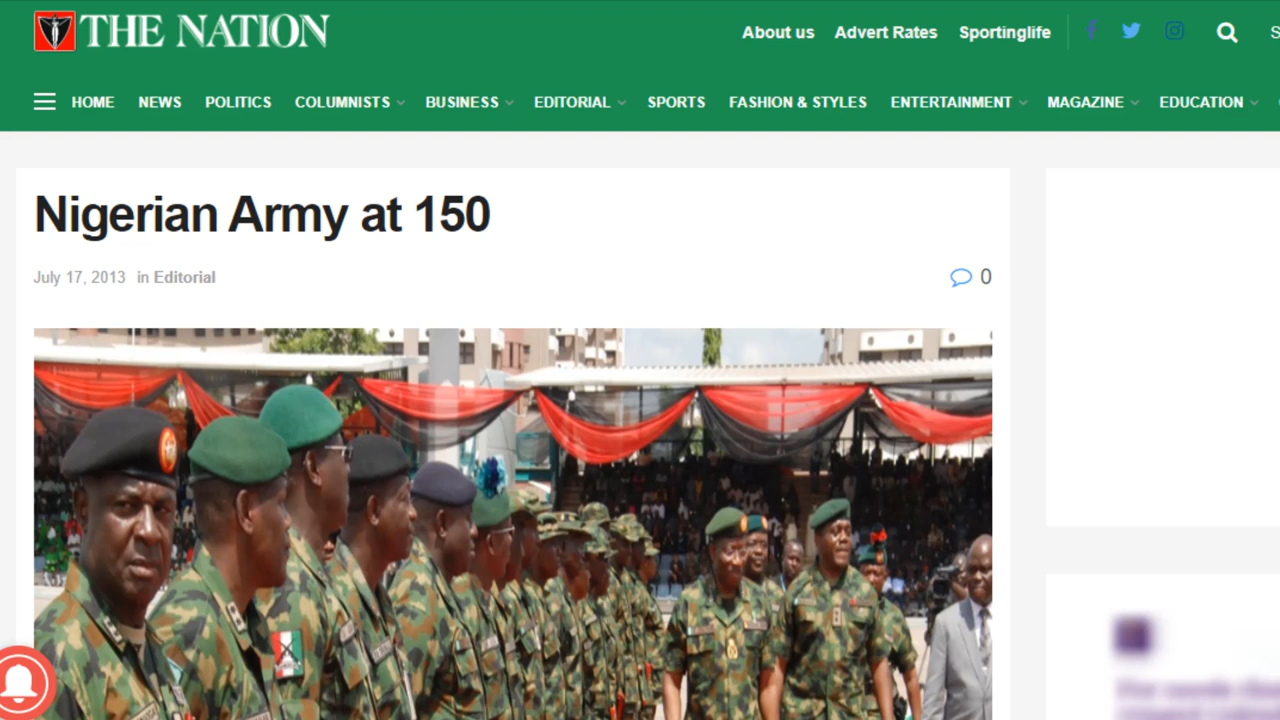 THE NATION
About us Advert Rates Sportinglife S
HOME NEWS POLITICS COLUMNISTS BUSINESS EDITORIAL SPORTS FASHION & STYLES ENTERTAINMENT MAGAZINE EDUCATION
Nigerian Army at 150
July 17, 2013 in Editorial
0